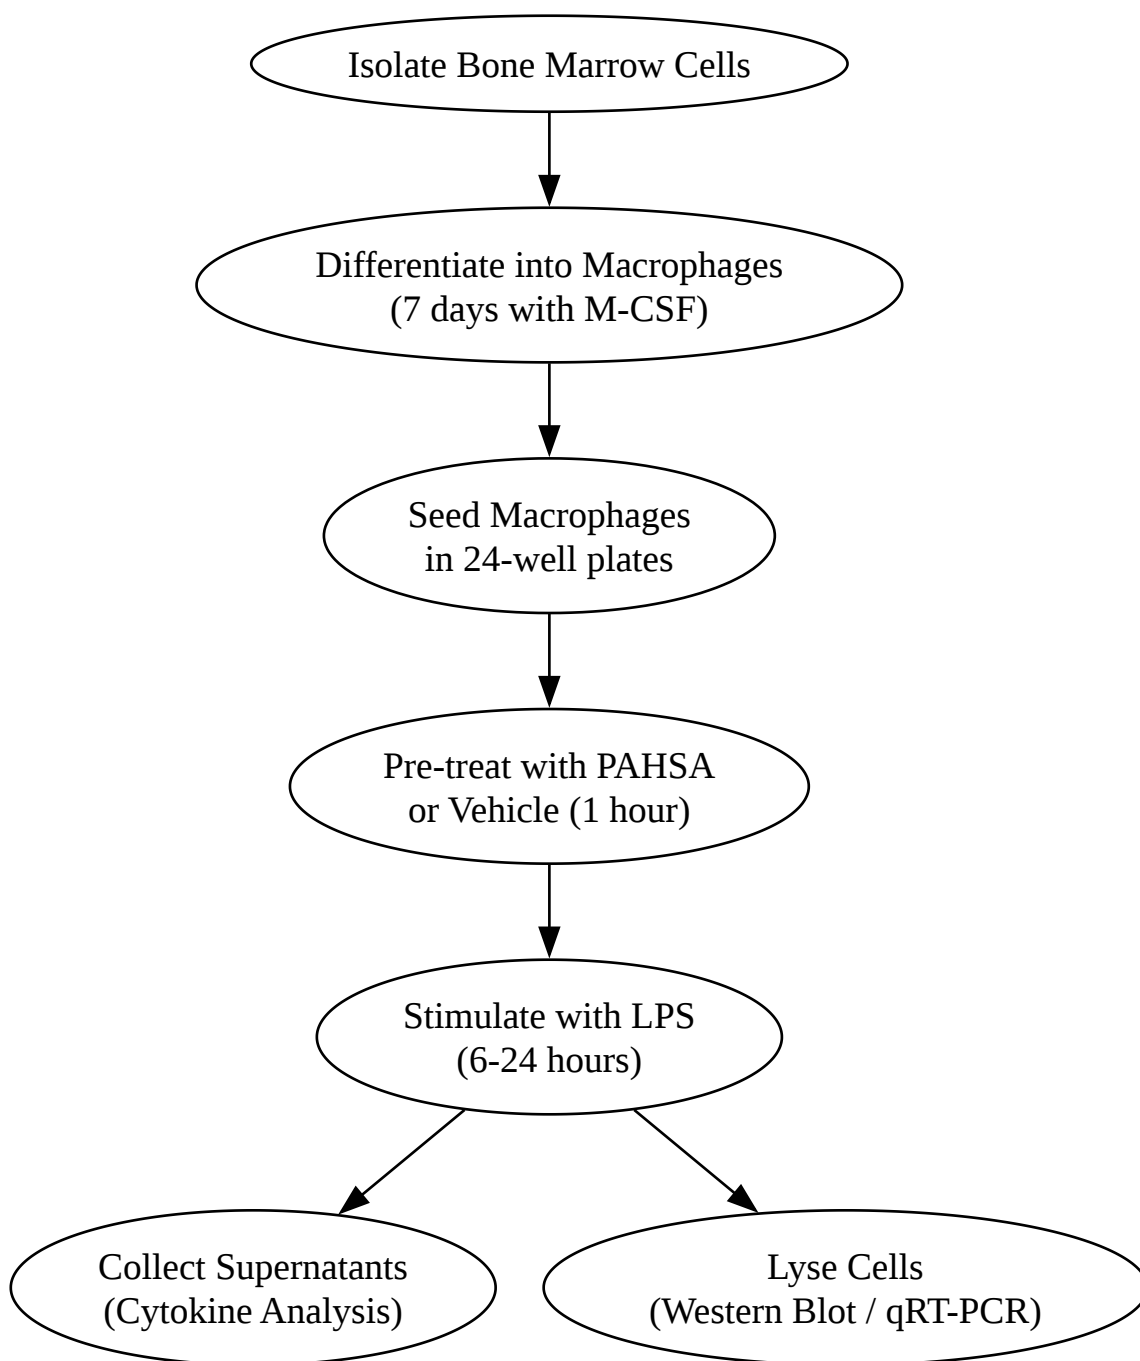 Isolate Bone Marrow Cells
Differentiate into Macrophages
(7 days with M-CSF)
Seed Macrophages
in 24-well plates
Pre-treat with PAHSA
or Vehicle (1 hour)
Stimulate with LPS
(6-24 hours)
Collect Supernatants
(Cytokine Analysis)
Lyse Cells
(Western Blot / qRT-PCR)